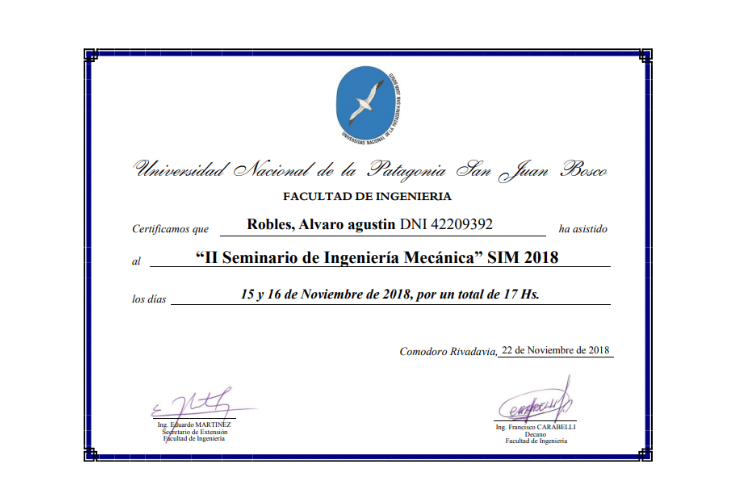 UNIVERSIDAD NACIONAL DE LA PATAGONIA SAN JUAN BOSCO
Universidad Nacional de la Patagonia San Juan Bosco
FACULTAD DE INGENIERIA
Certificamos que Robles, Alvaro agustin DNI 42209392 ha asistido
al “II Seminario de Ingeniería Mecánica” SIM 2018
los días 15 y 16 de Noviembre de 2018, por un total de 17 Hs.
Comodoro Rivadavia, 22 de Noviembre de 2018
Ing. Eduardo MARTINEZ
Secretario de Extensión
Facultad de Ingeniería
Ing. Francisco CARABELLI
Decano
Facultad de Ingeniería